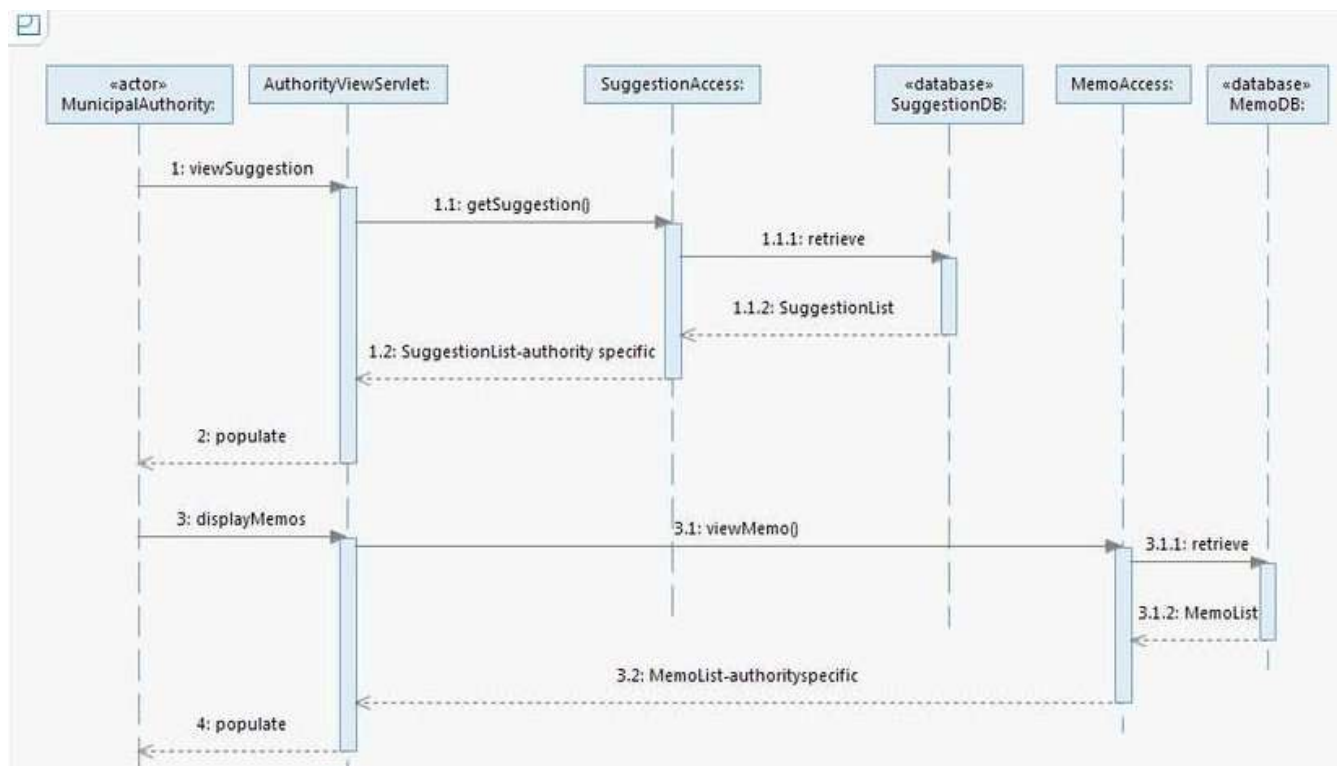 «actor»
MunicipalAuthority:
AuthorityViewServlet:
SuggestionAccess:
«database»
SuggestionDB:
MemoAccess:
«database»
MemoDB:
1: viewSuggestion
1.1: getSuggestion()
1.1.1: retrieve
1.1.2: SuggestionList
1.2: SuggestionList-authority specific
2: populate
3: displayMemos
3.1: viewMemo()
3.1.1: retrieve
3.1.2: MemoList
3.2: MemoList-authorityspecific
4: populate